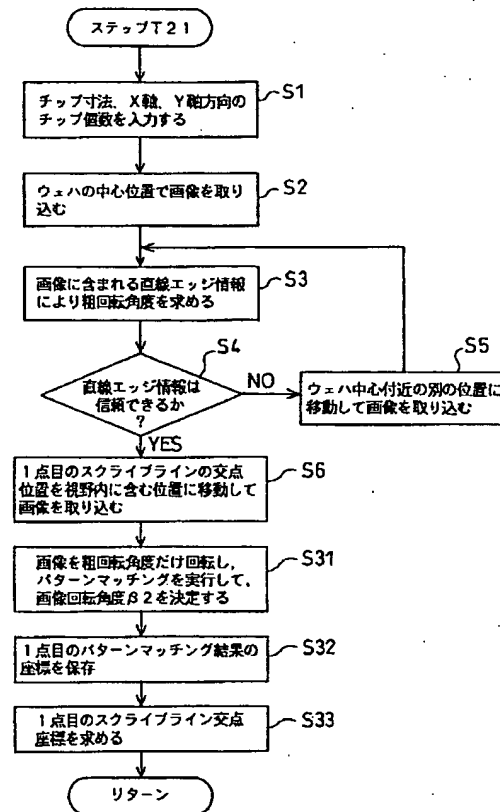 ステップT21
S1
チップ寸法、X軸、Y軸方向の
チップ個数を入力する
S2
ウェハの中心位置で画像を取り
込む
S3
画像に含まれる直線エッジ情報
により粗回転角度を求める
S4
直線エッジ情報は
信頼できるか
?
NO
YES
S5
ウェハ中心付近の別の位置に
移動して画像を取り込む
S6
1点目のスクライブラインの交点
位置を視野内に含む位置に移動して
画像を取り込む
S31
画像を粗回転角度だけ回転し、
パターンマッチングを実行して、
画像回転角度β2を決定する
S32
1点目のパターンマッチング結果の
座標を保存
S33
1点目のスクライブライン交点
座標を求める
リターン